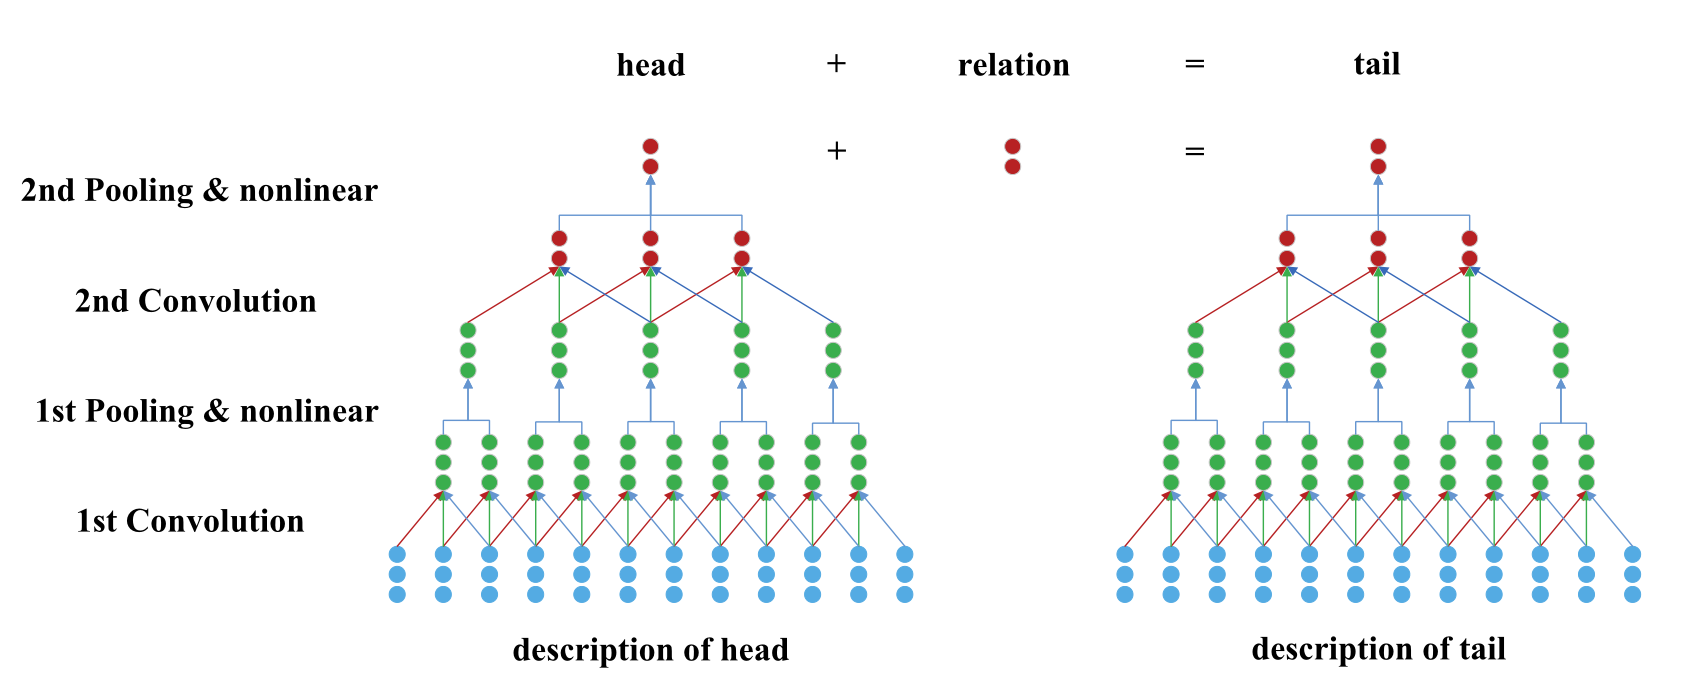 head + relation = tail
+ =
2nd Pooling & nonlinear
2nd Convolution
1st Pooling & nonlinear
1st Convolution
description of head
description of tail